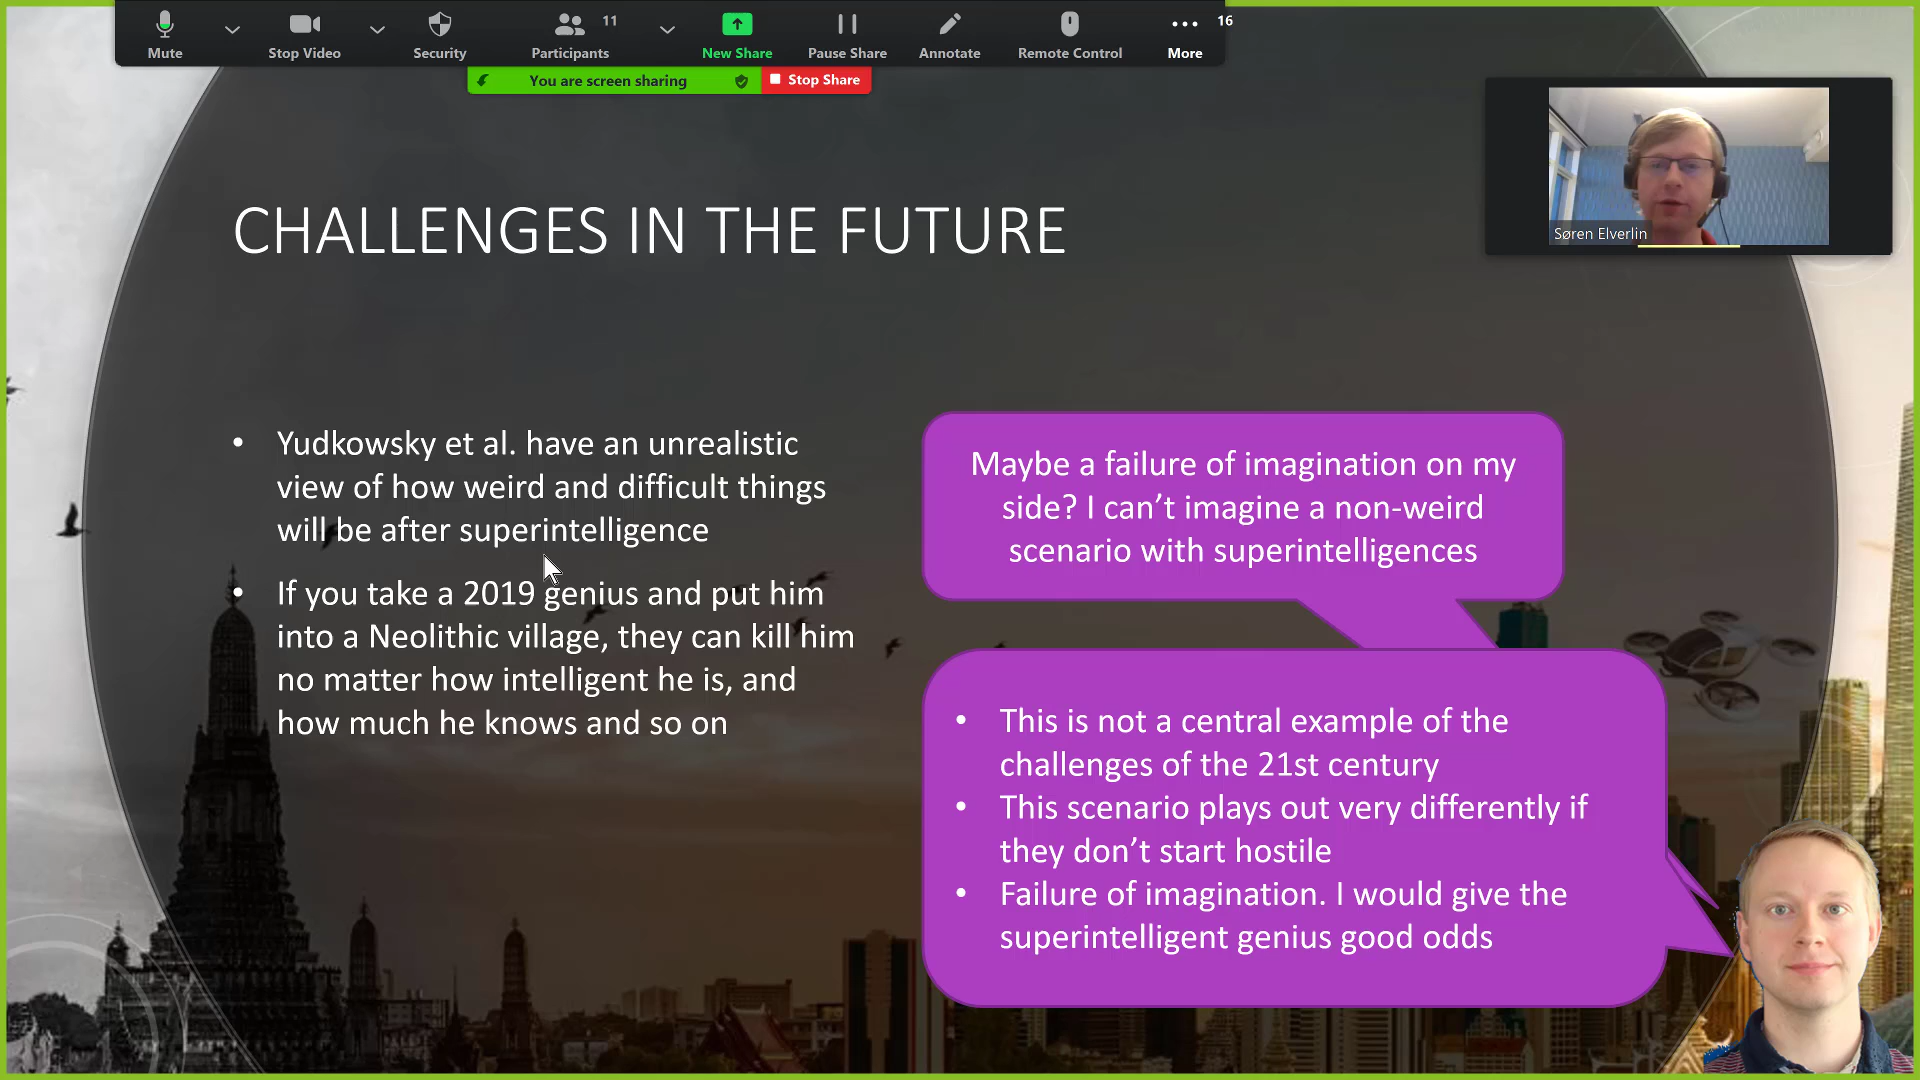 Mute
Stop Video
Security
Participants
11
New Share
Pause Share
Annotate
Remote Control
More
16
You are screen sharing
Stop Share
Søren Elverlin
CHALLENGES IN THE FUTURE
• Yudkowsky et al. have an unrealistic
view of how weird and difficult things
will be after superintelligence
• If you take a 2019 genius and put him
into a Neolithic village, they can kill him
no matter how intelligent he is, and
how much he knows and so on
Maybe a failure of imagination on my
side? I can’t imagine a non-weird
scenario with superintelligences
• This is not a central example of the
challenges of the 21st century
• This scenario plays out very differently if
they don’t start hostile
• Failure of imagination. I would give the
superintelligent genius good odds